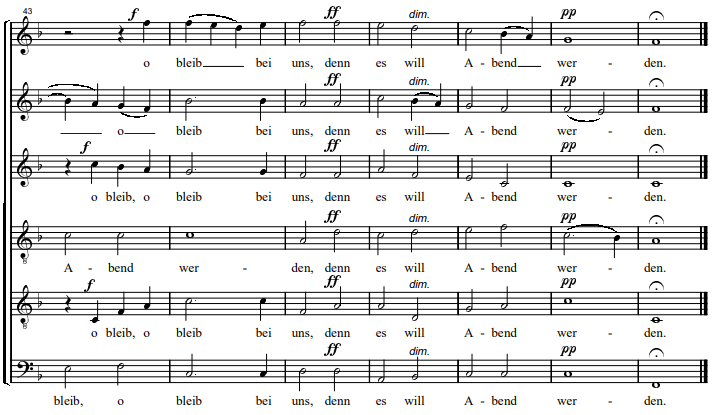 43 f ff dim. pp
o bleib bei uns, denn es will A - bend wer - den.
ff dim. pp
o bleib bei uns, denn es will A - bend wer - den.
f ff dim. pp
o bleib, o bleib bei uns, denn es will A - bend wer - den.
ff dim. pp
A - bend wer - den, denn es will A - bend wer - den.
f ff dim. pp
o bleib, o bleib bei uns, denn es will A - bend wer - den.
ff dim. pp
bleib, o bleib bei uns, denn es will A - bend wer - den.